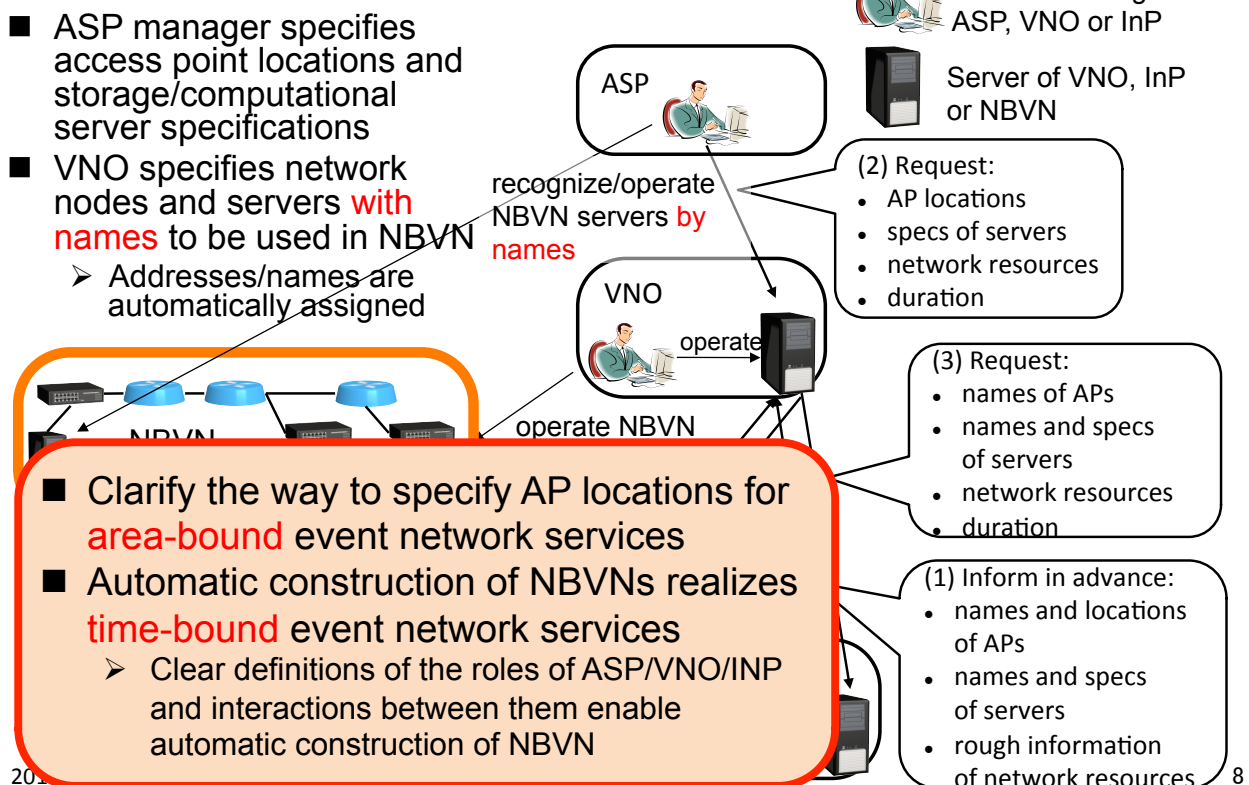 ■ ASP manager specifies
access point locations and
storage/computational
server specifications
■ VNO specifies network
nodes and servers with
names to be used in NBVN
➢ Addresses/names are
automatically assigned
ASP
recognize/operate
NBVN servers by
names
VNO
operate
operate NBVN
NBVN
ASP, VNO or InP
Server of VNO, InP
or NBVN
(2) Request:
• AP locations
• specs of servers
• network resources
• duration
(3) Request:
• names of APs
• names and specs
of servers
• network resources
• duration
(1) Inform in advance:
• names and locations
of APs
• names and specs
of servers
• rough information
of network resources
■ Clarify the way to specify AP locations for
area-bound event network services
■ Automatic construction of NBVNs realizes
time-bound event network services
➢ Clear definitions of the roles of ASP/VNO/INP
and interactions between them enable
automatic construction of NBVN
8